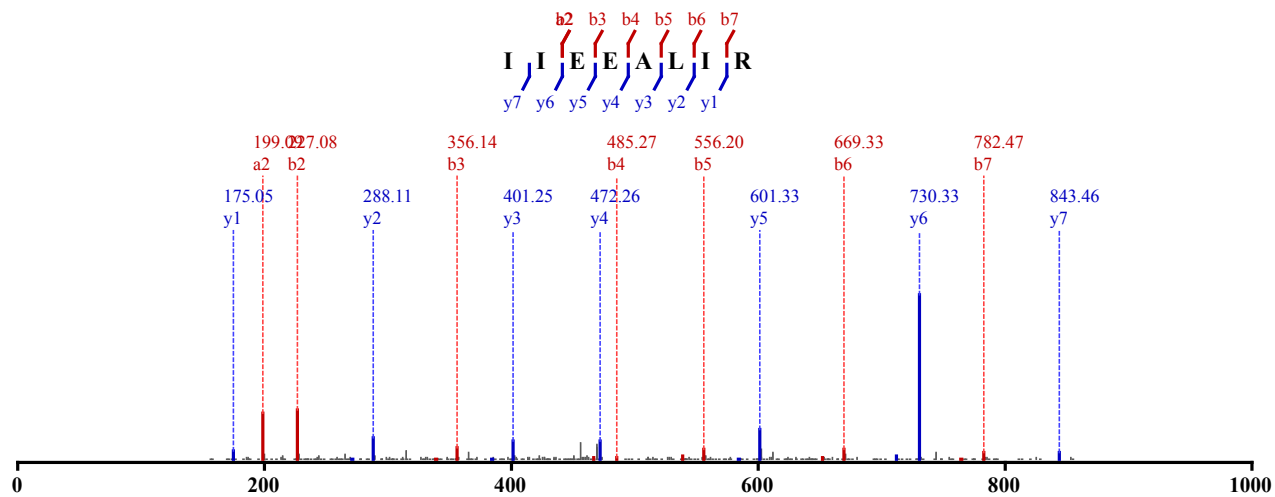 a2 b2 b3 b4 b5 b6 b7
I I E E A L I R
y7 y6 y5 y4 y3 y2 y1
199.09 227.08 356.14 485.27 556.20 669.33 782.47
a2 b2 b3 b4 b5 b6 b7
175.05 288.11 401.25 472.26 601.33 730.33 843.46
y1 y2 y3 y4 y5 y6 y7
0 200 400 600 800 1000